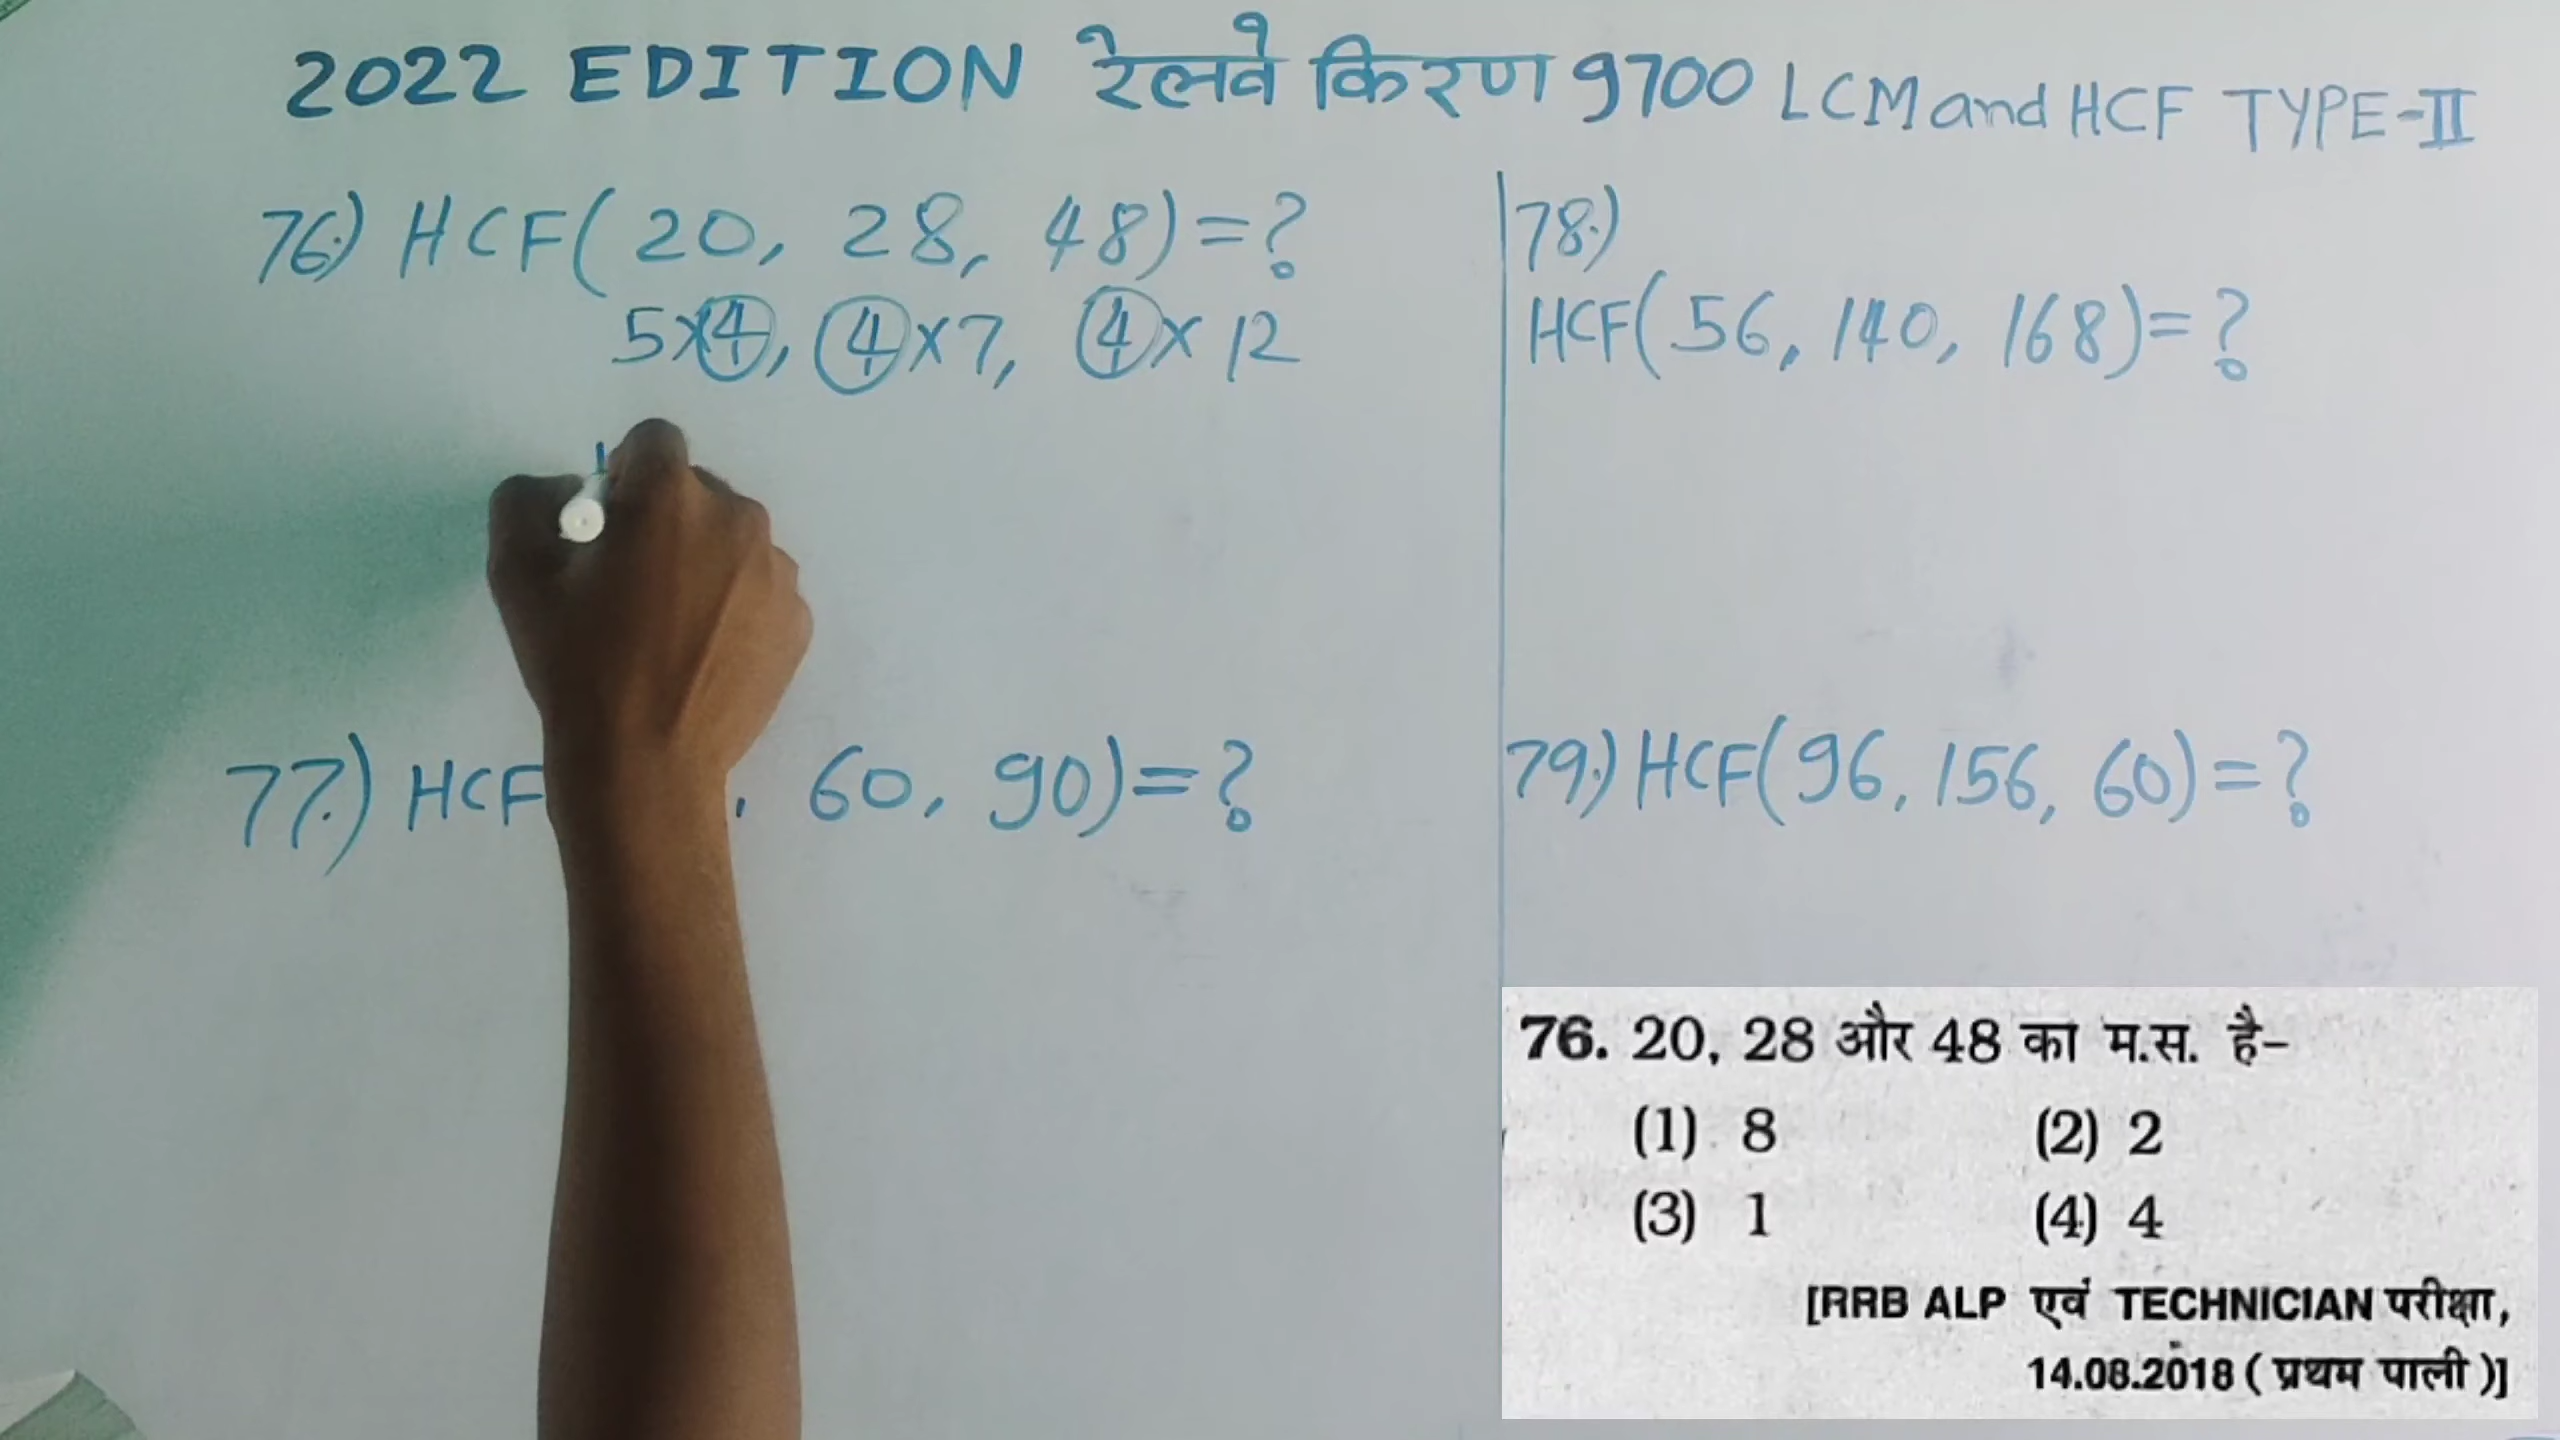 2022 EDITION रेलवे किरण 9700 LCM and HCF TYPE-II
76.) HCF(20, 28, 48)=?
5×4, 4×7, 4×12
77.) HCF , 60, 90)=?
78.)
HCF(56, 140, 168)=?
79.) HCF(96, 156, 60)=?
76. 20, 28 और 48 का म.स. है–
(1) 8 (2) 2
(3) 1 (4) 4
[RRB ALP एवं TECHNICIAN परीक्षा,
14.08.2018 ( प्रथम पाली )]